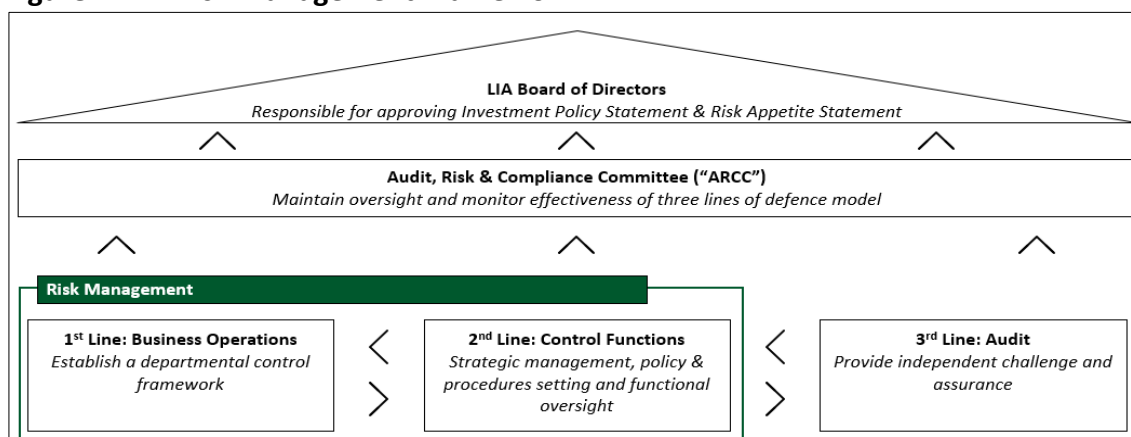 LIA Board of Directors
Responsible for approving Investment Policy Statement & Risk Appetite Statement
Audit, Risk & Compliance Committee (“ARCC”)
Maintain oversight and monitor effectiveness of three lines of defence model
Risk Management
1st Line: Business Operations
Establish a departmental control
framework
2nd Line: Control Functions
Strategic management, policy &
procedures setting and functional
oversight
3rd Line: Audit
Provide independent challenge and
assurance